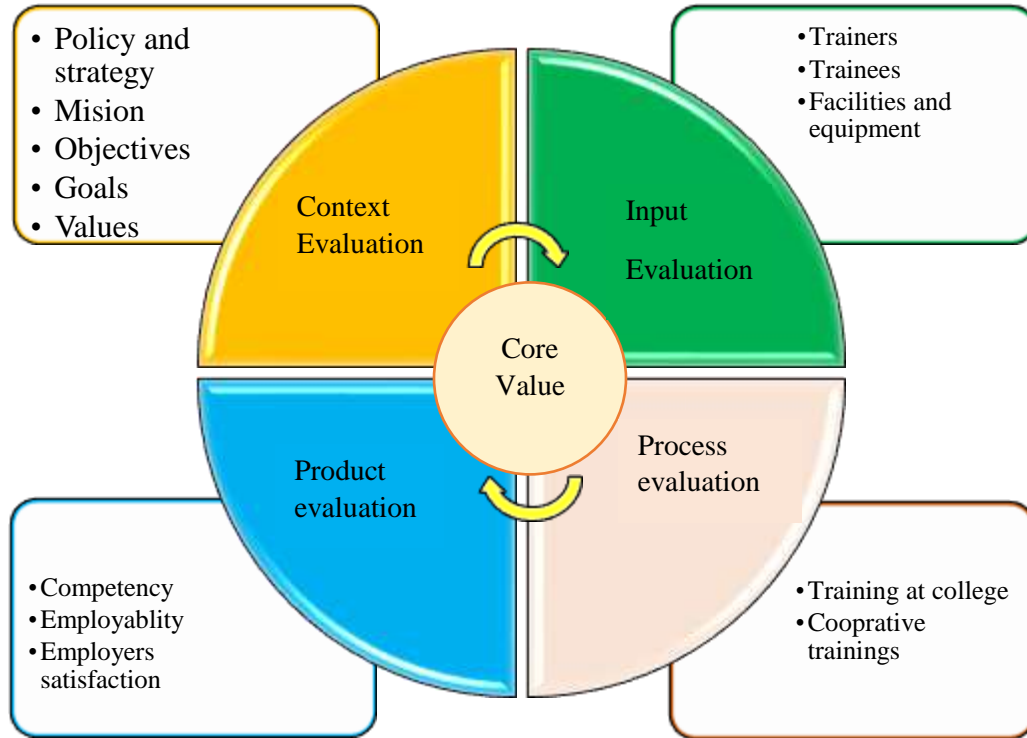 • Policy and
strategy
• Mision
• Objectives
• Goals
• Values
• Trainers
• Trainees
• Facilities and
equipment
Context
Evaluation
Input
Evaluation
Core
Value
Product
evaluation
Process
evaluation
• Competency
• Employablity
• Employers
satisfaction
• Training at college
• Cooprative
trainings